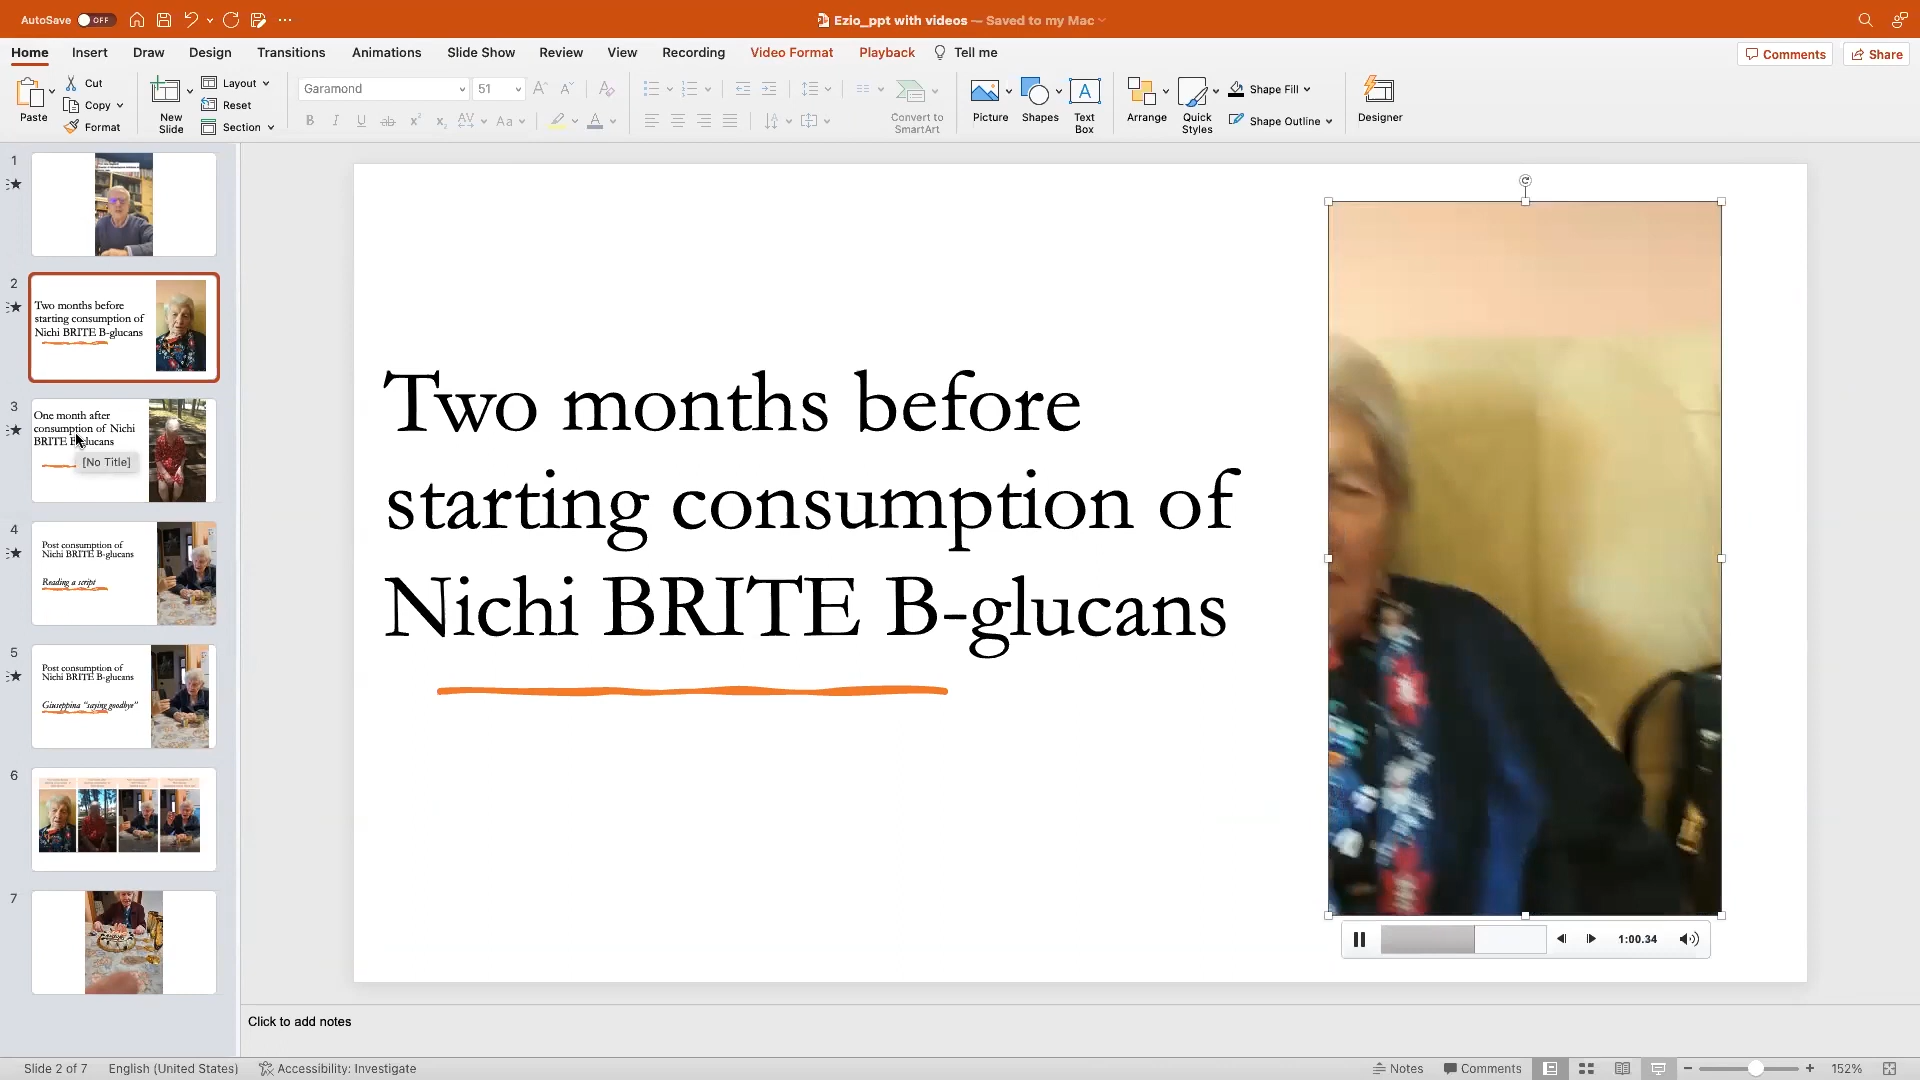 AutoSave OFF
Ezio_ppt with videos — Saved to my Mac
Home Insert Draw Design Transitions Animations Slide Show Review View Recording Video Format Playback Tell me
Comments Share
Paste
Cut
Copy
Format
New Slide
Layout
Reset
Section
Garamond 51
Convert to SmartArt
Picture
Shapes
Text Box
Arrange
Quick Styles
Shape Fill
Shape Outline
Designer
1
2
Two months before
starting consumption of
Nichi BRITE B-glucans
3
One month after
consumption of Nichi
BRITE B-glucans
[No Title]
4
Post consumption of
Nichi BRITE B-glucans
Reading a script
5
Post consumption of
Nichi BRITE B-glucans
Giuseppina "saying goodbye"
6
7
Two months before
starting consumption of
Nichi BRITE B-glucans
1:00.34
Click to add notes
Slide 2 of 7 English (United States) Accessibility: Investigate
Notes Comments 152%